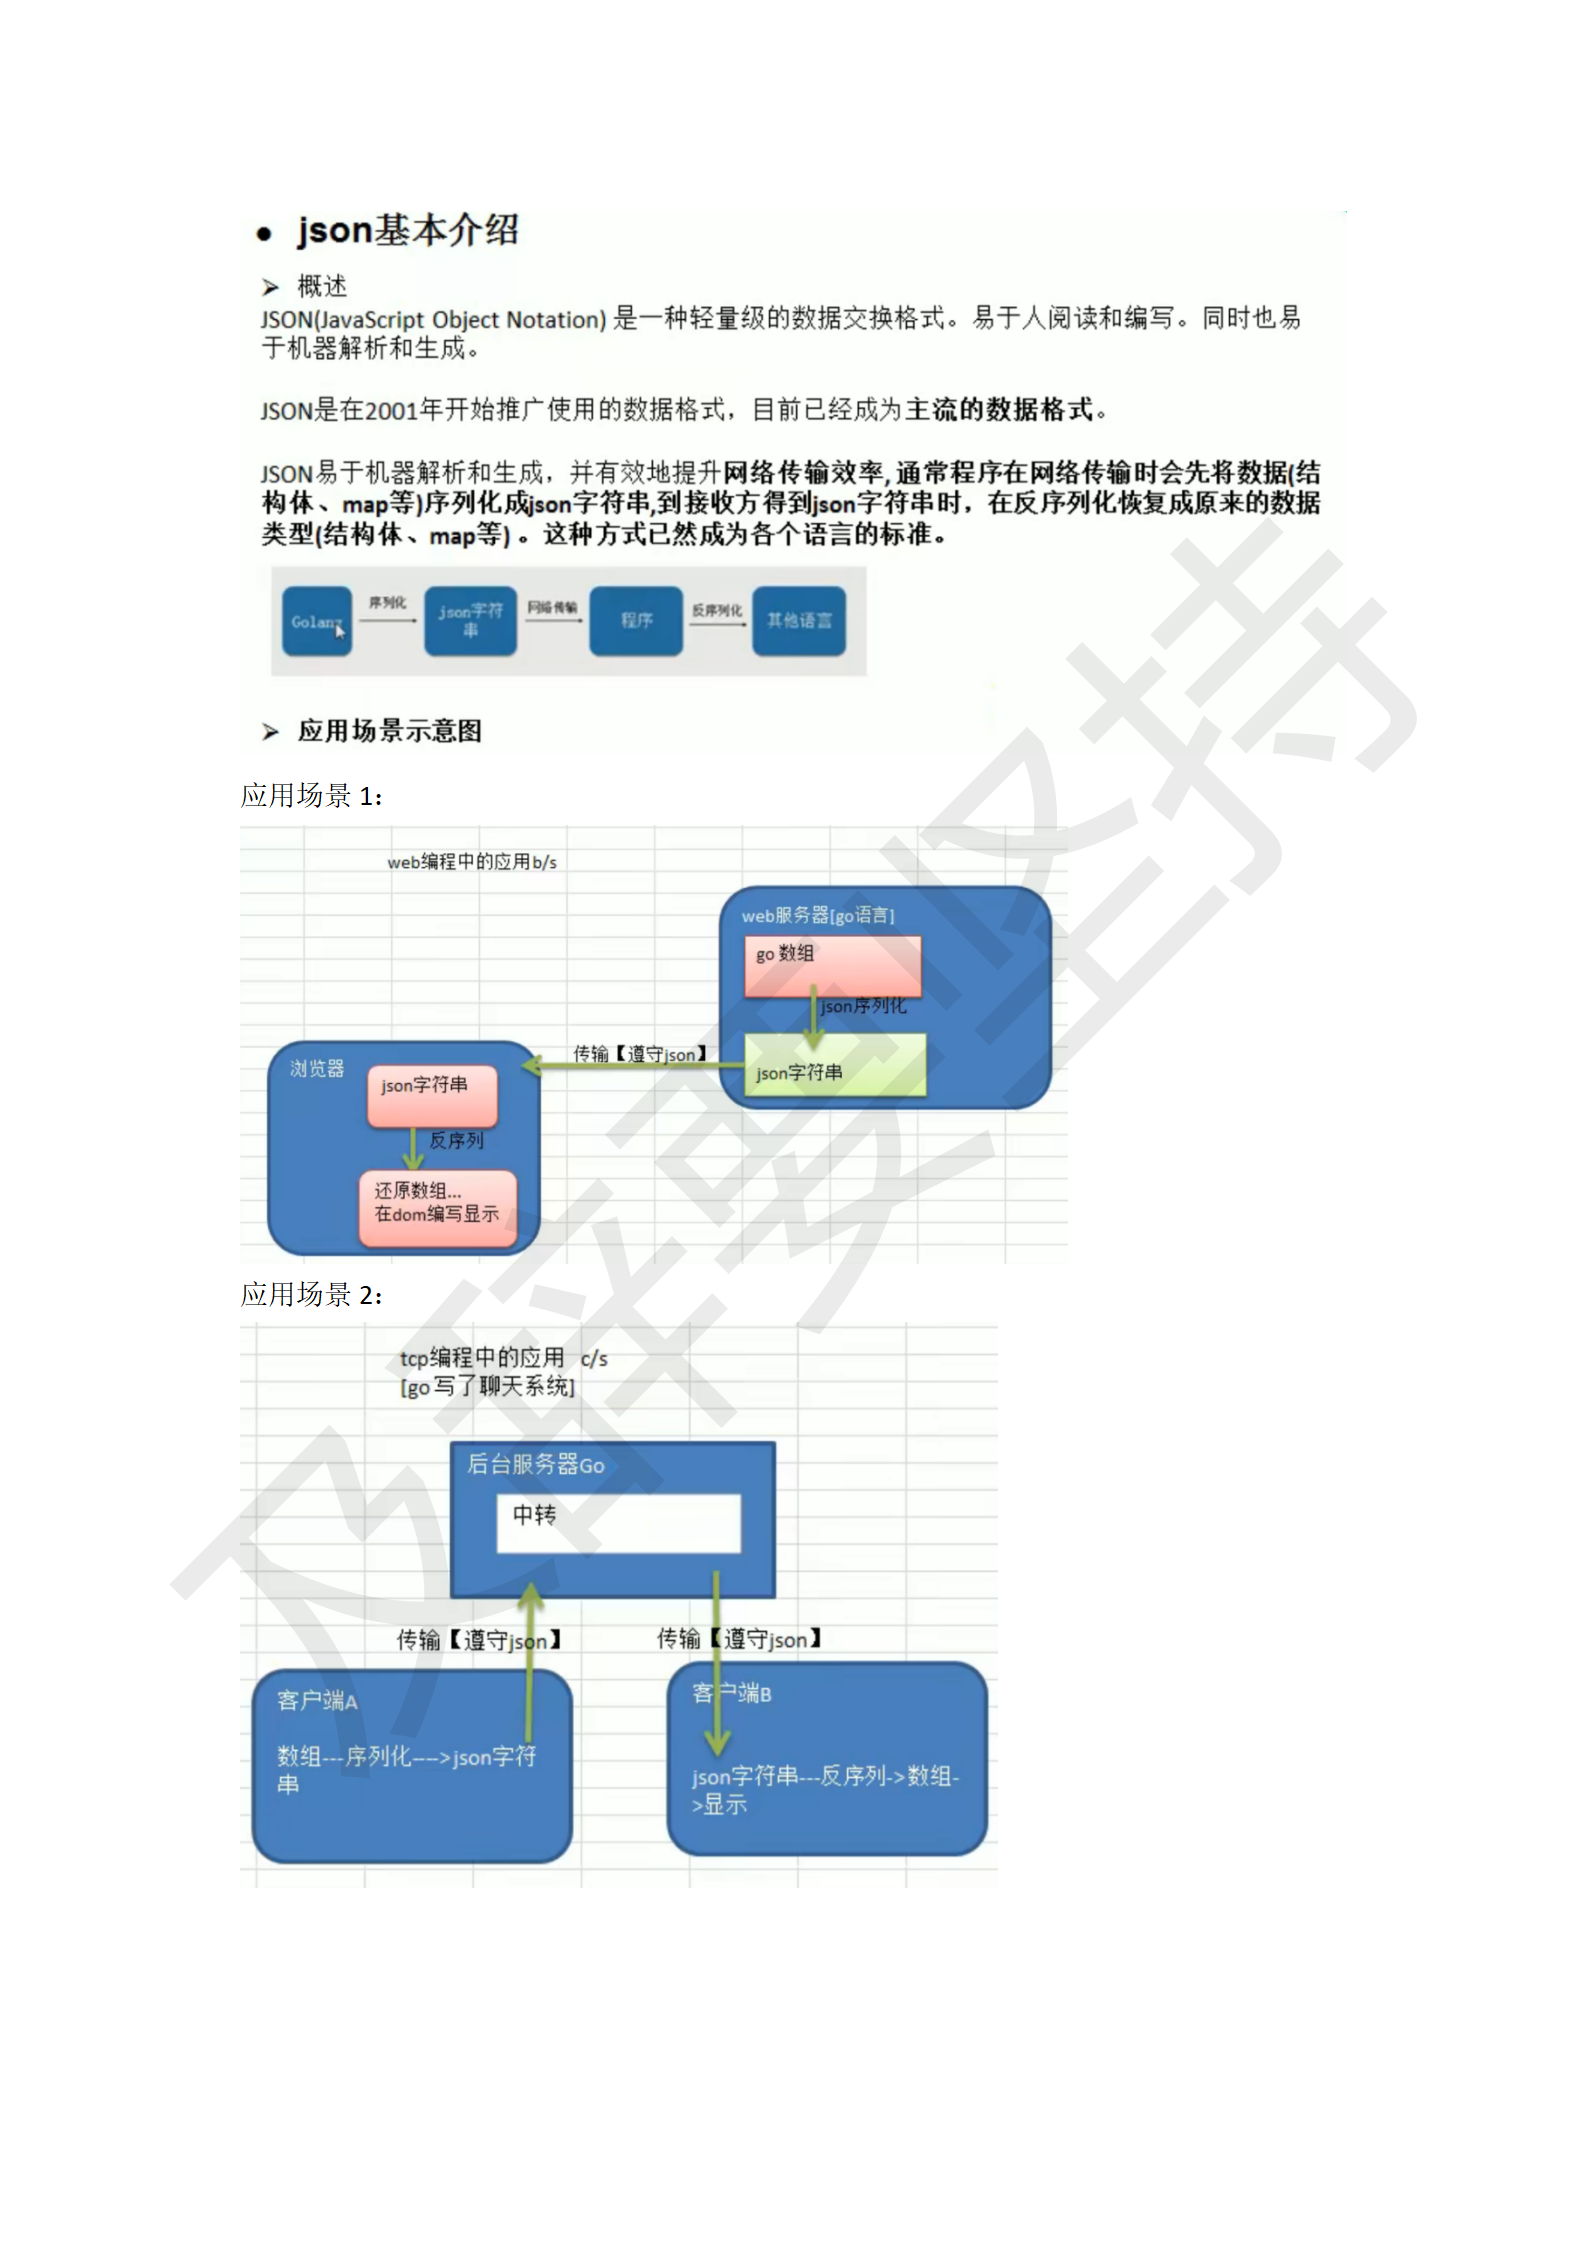 ● json基本介绍
➢ 概述
JSON(JavaScript Object Notation) 是一种轻量级的数据交换格式。易于人阅读和编写。同时也易
于机器解析和生成。
JSON是在2001年开始推广使用的数据格式，目前已经成为主流的数据格式。
JSON易于机器解析和生成，并有效地提升网络传输效率,通常程序在网络传输时会先将数据(结
构体、map等)序列化成json字符串,到接收方得到json字符串时，在反序列化恢复成原来的数据
类型(结构体、map等)。这种方式已然成为各个语言的标准。
Golang
序列化
json字符
串
网络传输
程序
反序列化
其他语言
➢ 应用场景示意图
应用场景 1：
web编程中的应用b/s
web服务器[go语言]
go 数组
json序列化
json字符串
传输【遵守json】
浏览器
json字符串
反序列
还原数组...
在dom编写显示
应用场景 2：
tcp编程中的应用 c/s
[go 写了聊天系统]
后台服务器Go
中转
传输【遵守json】
传输【遵守json】
客户端A
数组---序列化---->json字符
串
客户端B
json字符串---反序列->数组-
>显示
及辞要坚持